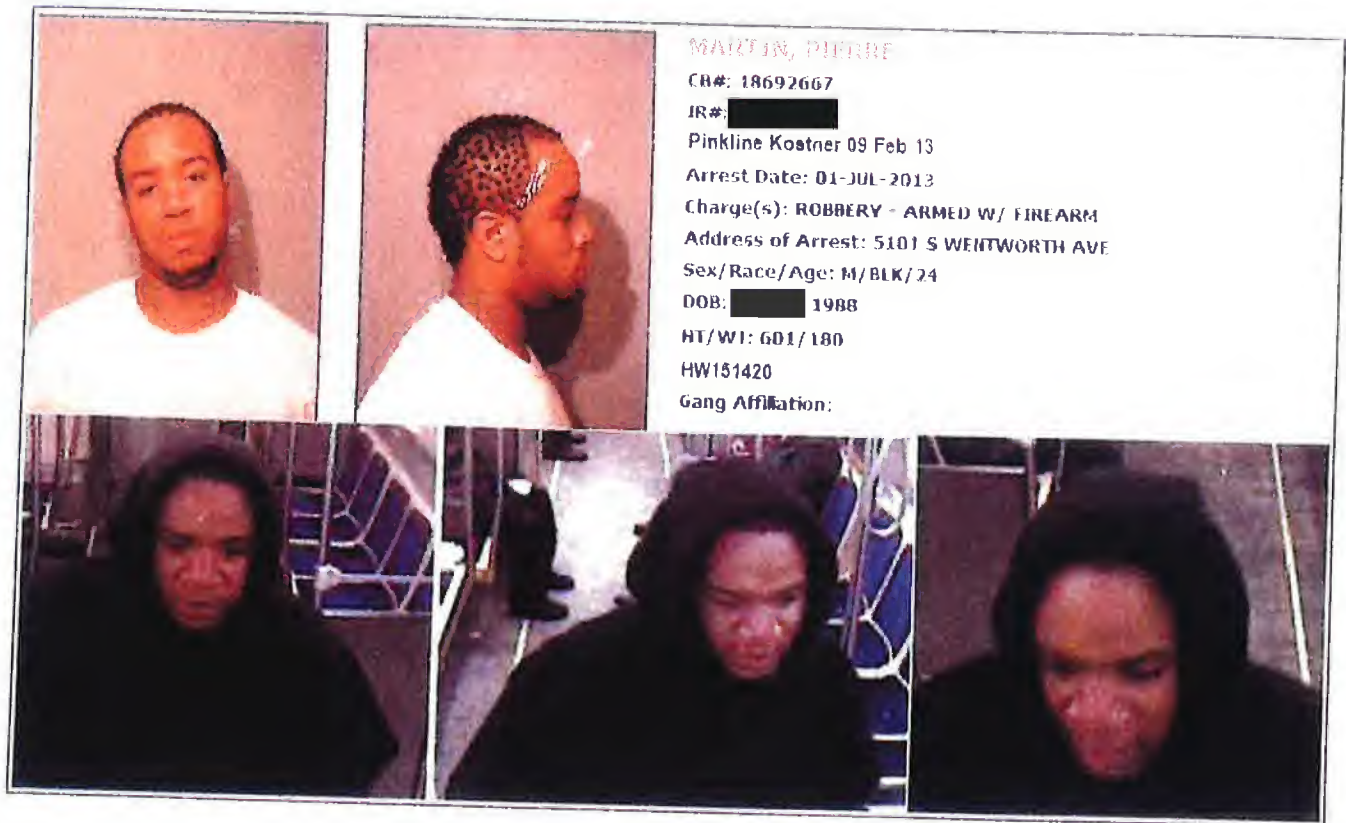 MARTIN, PIERRE
CB#: 18692667
IR#:
Pinkline Kostner 09 Feb 13
Arrest Date: 01-JUL-2013
Charge(s): ROBBERY - ARMED W/ FIREARM
Address of Arrest: 5101 S WENTWORTH AVE
Sex/Race/Age: M/BLK/24
DOB: 1988
HT/WT: 601/180
HW151420
Gang Affiliation: